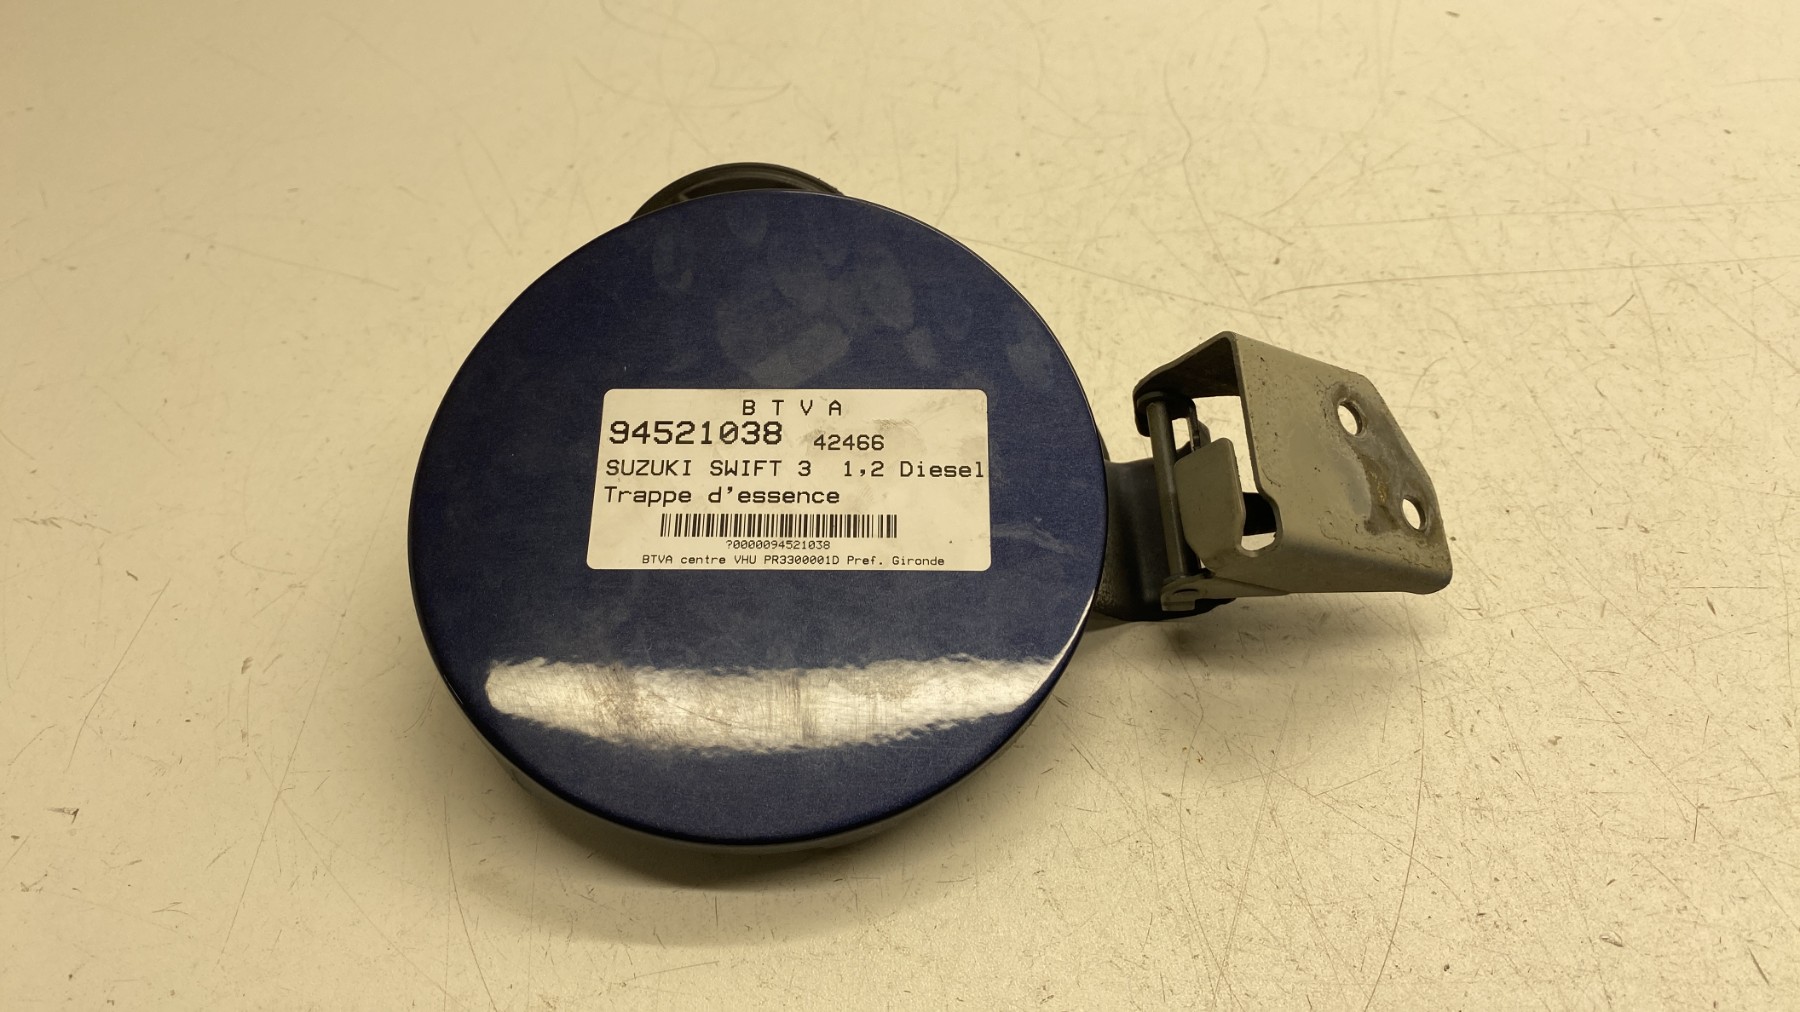 B T V A
94521038 42466
SUZUKI SWIFT 3 1,2 Diesel
Trappe d'essence
?0000094521038
BTVA centre VHU PR3300001D Pref. Gironde